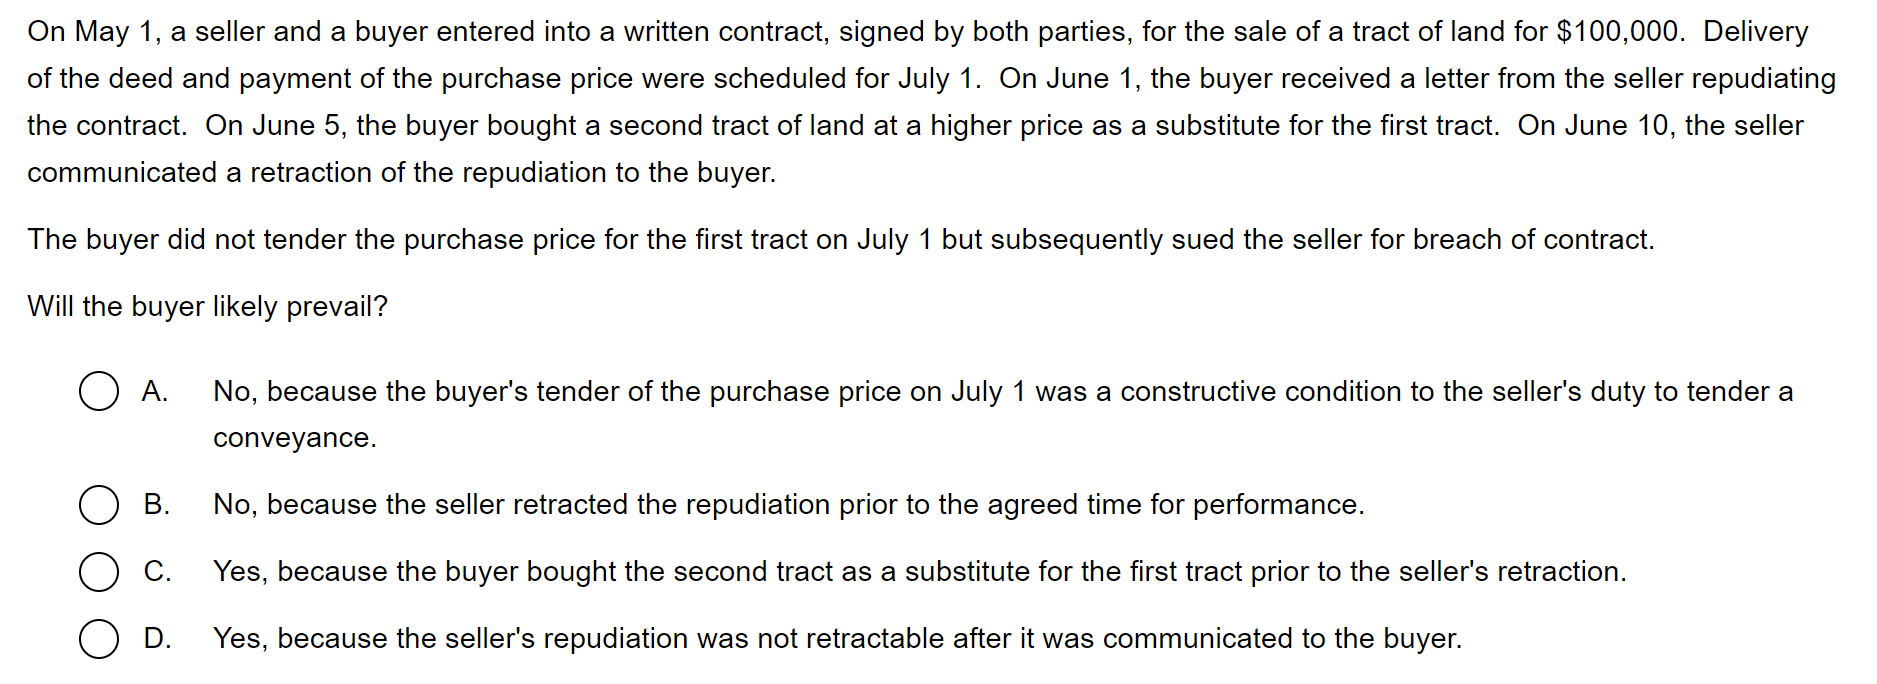 On May 1, a seller and a buyer entered into a written contract, signed by both parties, for the sale of a tract of land for $100,000.  Delivery
of the deed and payment of the purchase price were scheduled for July 1.  On June 1, the buyer received a letter from the seller repudiating
the contract.  On June 5, the buyer bought a second tract of land at a higher price as a substitute for the first tract.  On June 10, the seller
communicated a retraction of the repudiation to the buyer.
The buyer did not tender the purchase price for the first tract on July 1 but subsequently sued the seller for breach of contract.
Will the buyer likely prevail?
A. No, because the buyer's tender of the purchase price on July 1 was a constructive condition to the seller's duty to tender a
conveyance.
B. No, because the seller retracted the repudiation prior to the agreed time for performance.
C. Yes, because the buyer bought the second tract as a substitute for the first tract prior to the seller's retraction.
D. Yes, because the seller's repudiation was not retractable after it was communicated to the buyer.